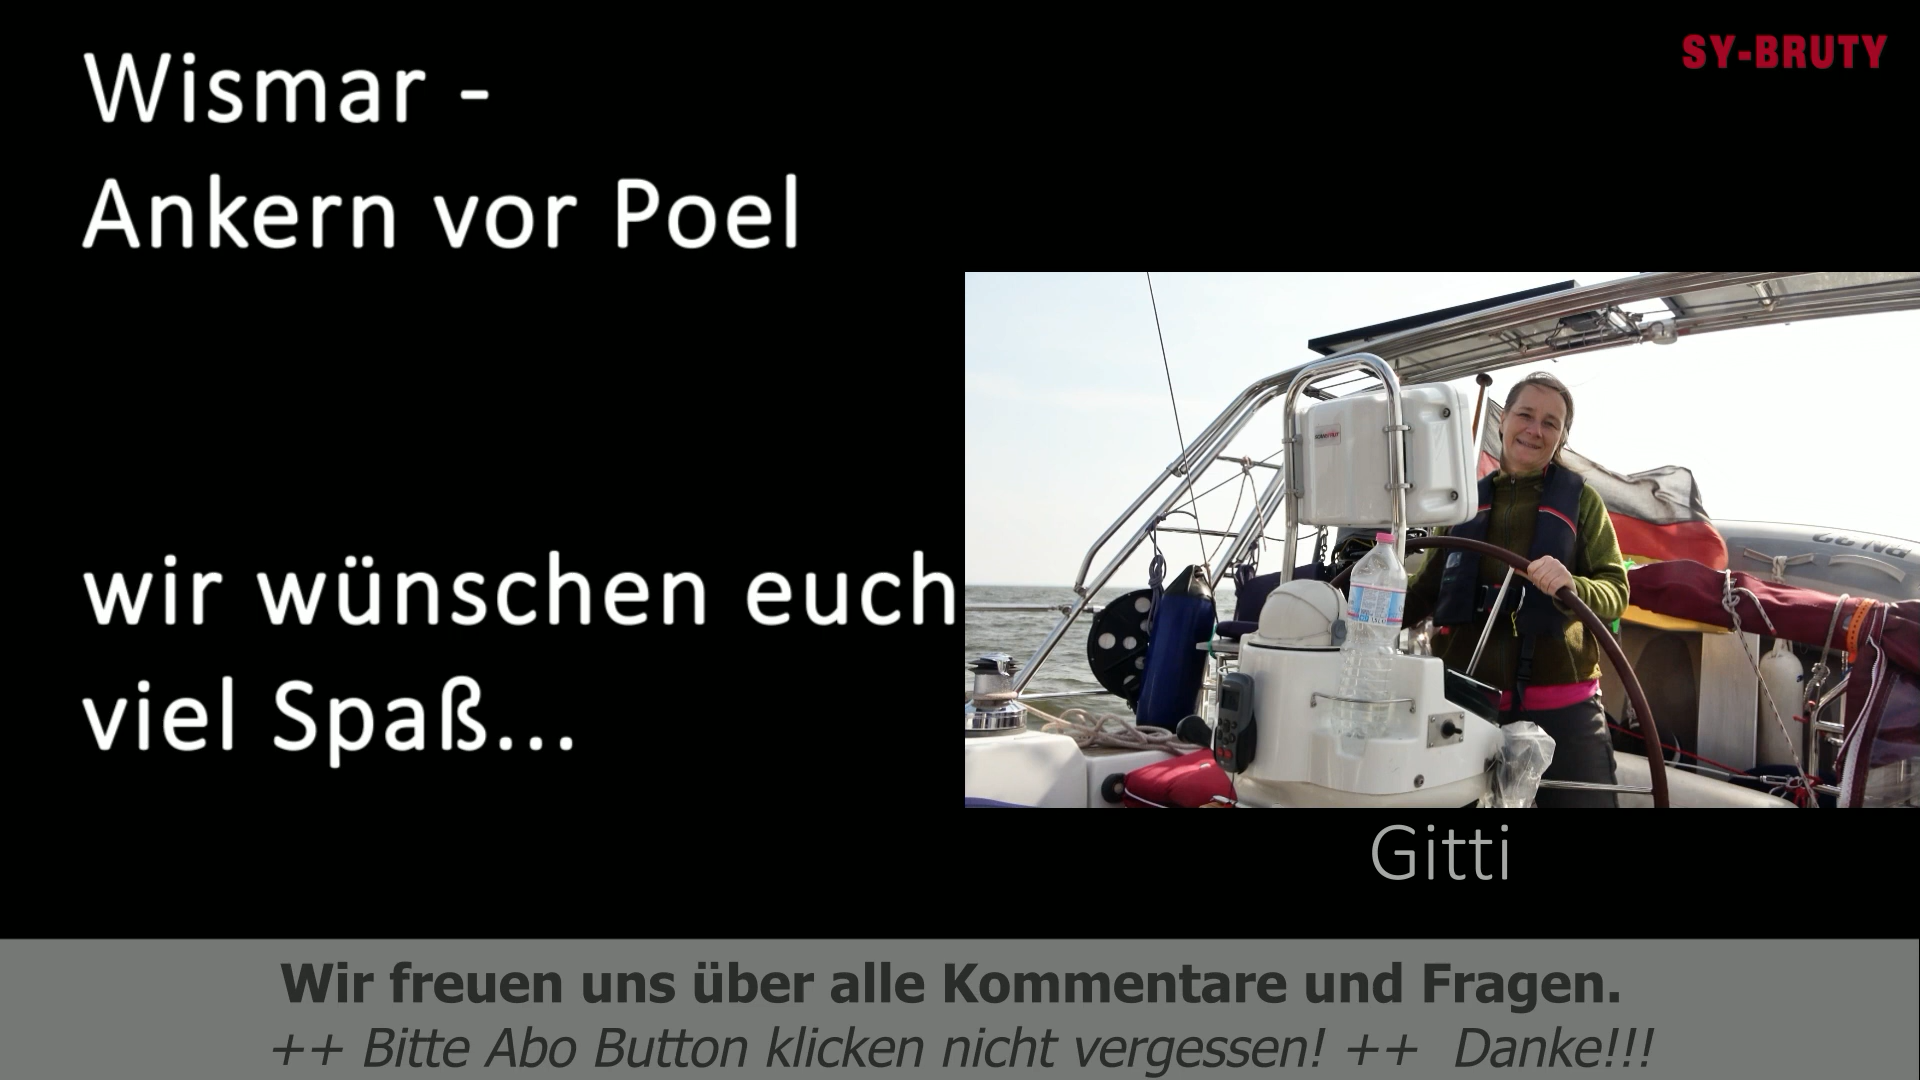 SY-BRUTY
Wismar -
Ankern vor Poel
wir wünschen euch
viel Spaß...
Gitti
Wir freuen uns über alle Kommentare und Fragen.
++ Bitte Abo Button klicken nicht vergessen! ++ Danke!!!